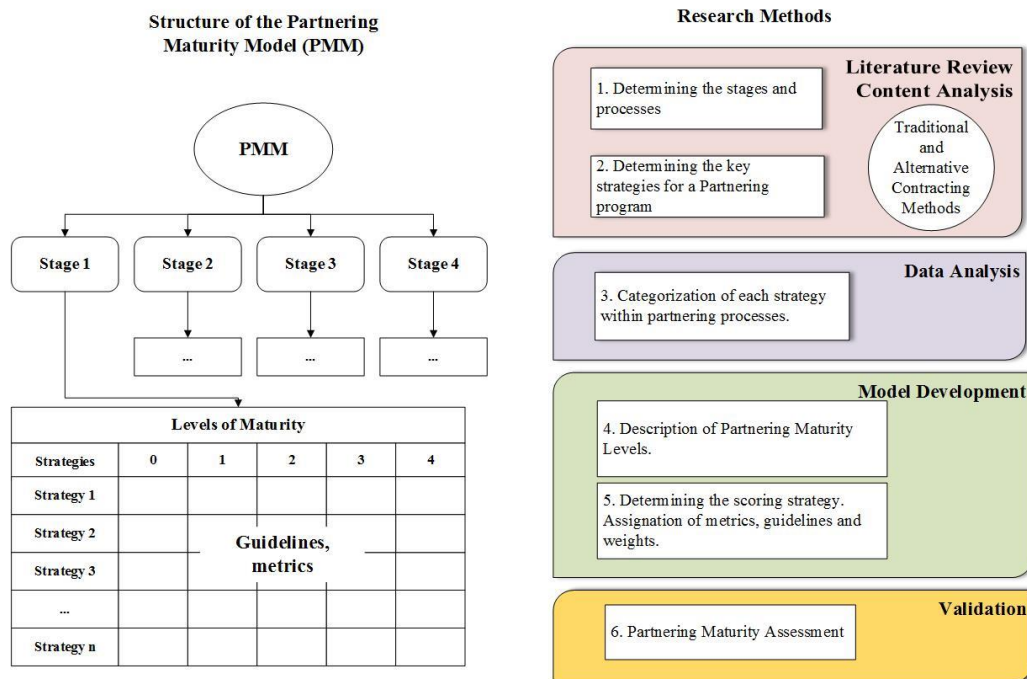 Structure of the Partnering
Maturity Model (PMM)
PMM
Stage 1
Stage 2
Stage 3
Stage 4
...
...
...
Levels of Maturity
Strategies
0
1
2
3
4
Strategy 1
Strategy 2
Strategy 3
...
Strategy n
Guidelines,
metrics
Research Methods
Literature Review
Content Analysis
1. Determining the stages and
processes
2. Determining the key
strategies for a Partnering
program
Traditional
and
Alternative
Contracting
Methods
Data Analysis
3. Categorization of each strategy
within partnering processes.
Model Development
4. Description of Partnering Maturity
Levels.
5. Determining the scoring strategy.
Assignation of metrics, guidelines and
weights.
Validation
6. Partnering Maturity Assessment